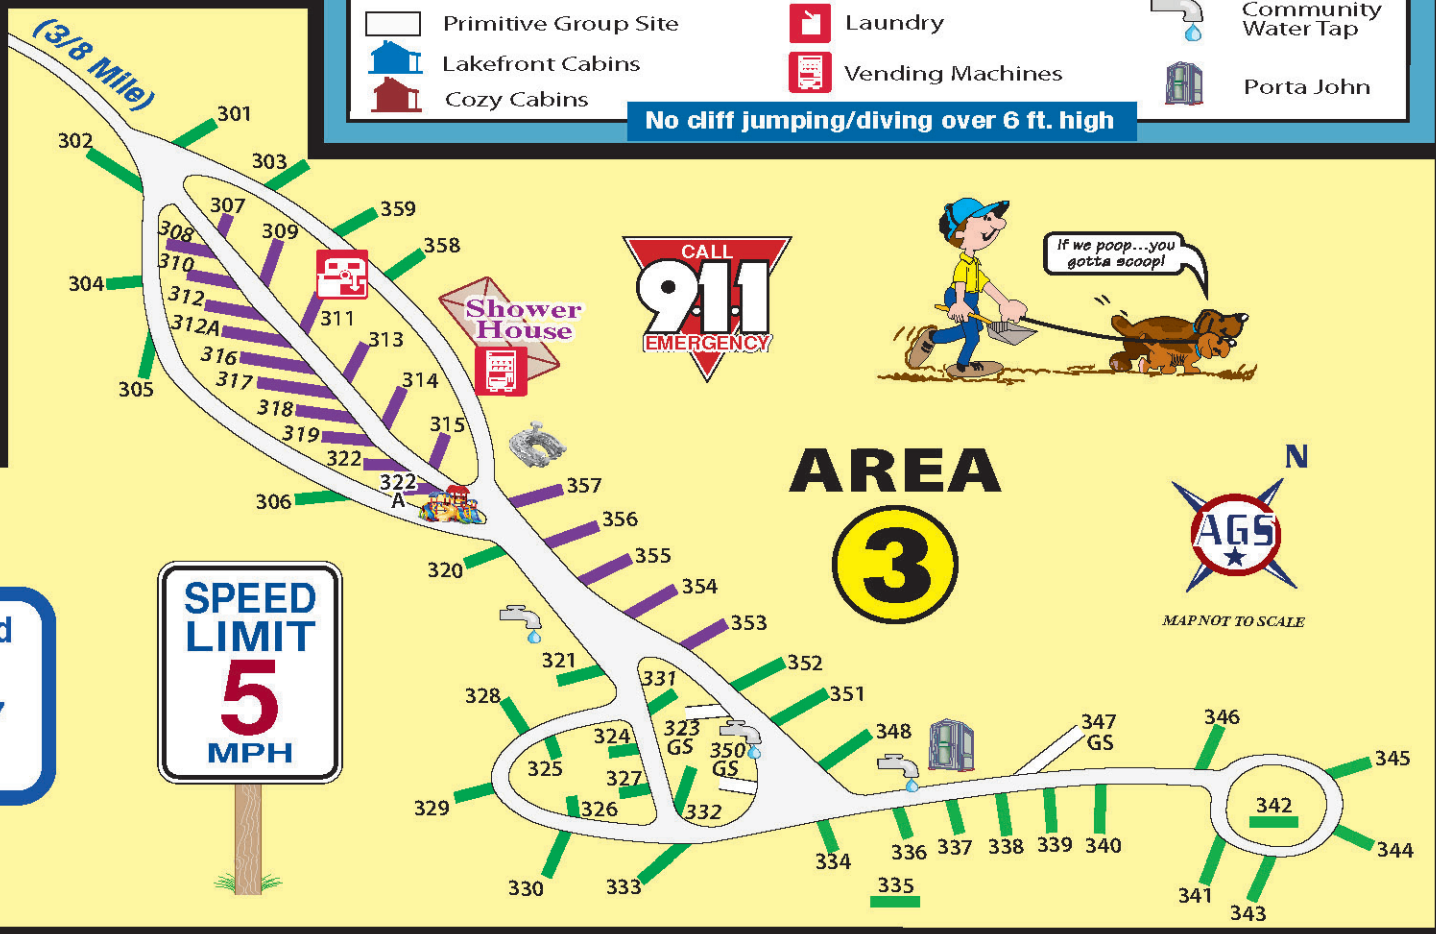 (3/8 Mile)
Primitive Group Site
Lakefront Cabins
Cozy Cabins
Laundry
Vending Machines
Community
Water Tap
Porta John
No cliff jumping/diving over 6 ft. high
301
302
303
359
358
307
308
309
310
304
312
311
312A
313
316
305
317
314
318
315
319
322
322
A
306
320
Shower
House
CALL
911
EMERGENCY
If we poop...you
gotta scoop!
AREA
3
N
AGS
MAP NOT TO SCALE
SPEED
LIMIT
5
MPH
d
357
356
355
354
353
352
351
348
321
331
328
323
GS
324
350
GS
325
327
329
326
332
330
333
347
GS
346
345
342
344
334
336
337
338
339
340
335
341
343